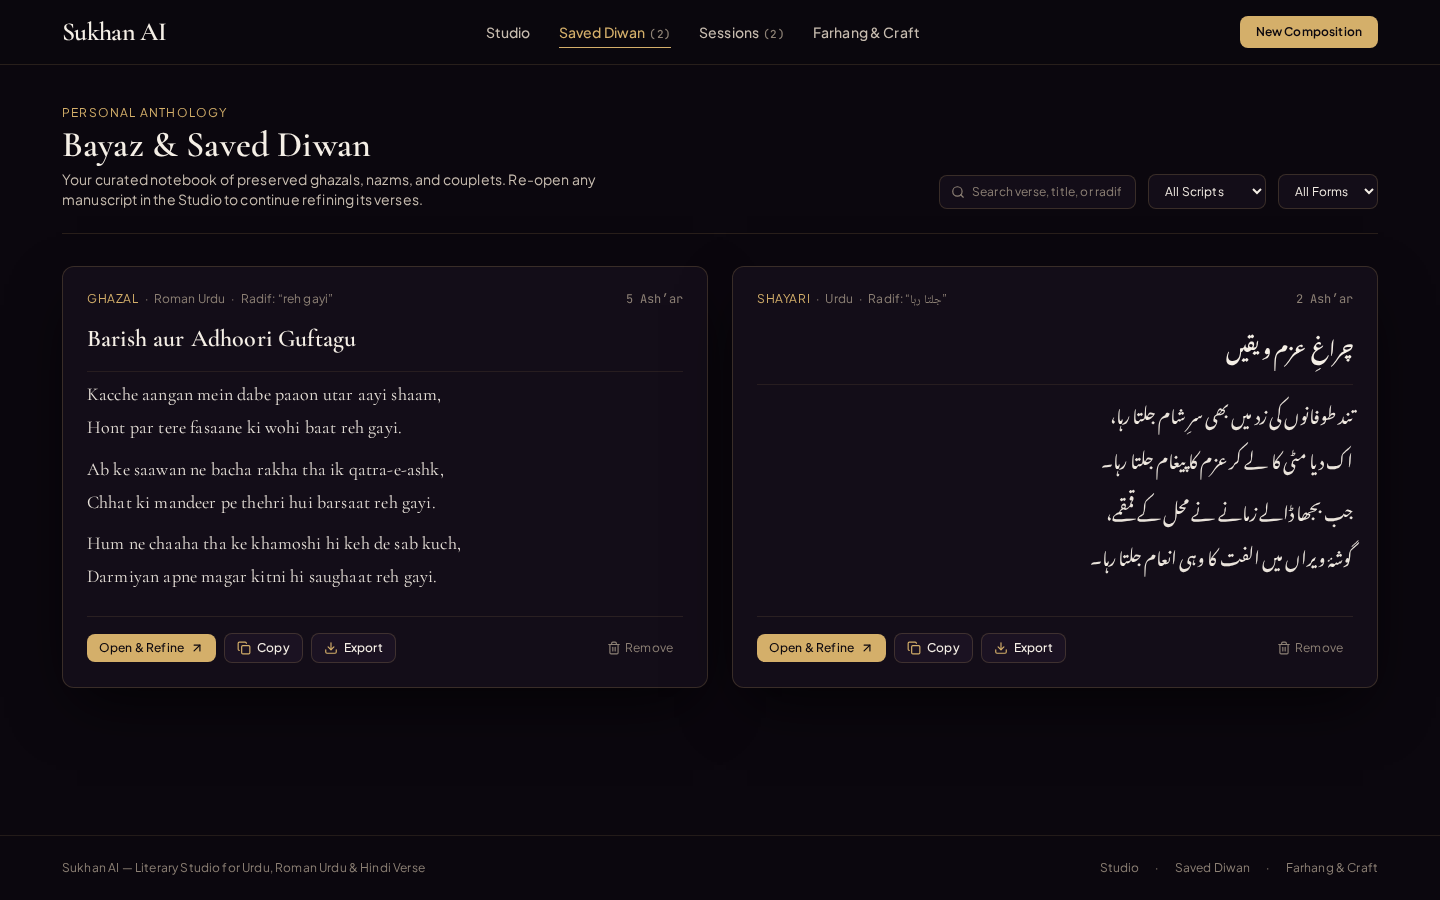 Sukhan AI
Studio
Saved Diwan (2)
Sessions (2)
Farhang & Craft
New Composition
PERSONAL ANTHOLOGY
Bayaz & Saved Diwan
Your curated notebook of preserved ghazals, nazms, and couplets. Re-open any
manuscript in the Studio to continue refining its verses.
Search verse, title, or radif
All Scripts
All Forms
GHAZAL · Roman Urdu · Radif: "reh gayi"
5 Ash'ar
Barish aur Adhoori Guftagu
Kacche aangan mein dabe paaon utar aayi shaam,
Hont par tere fasaane ki wohi baat reh gayi.
Ab ke saawan ne bacha rakha tha ik qatra-e-ashk,
Chhat ki mandeer pe thehri hui barsaat reh gayi.
Hum ne chaaha tha ke khamoshi hi keh de sab kuch,
Darmiyan apne magar kitni hi saughaat reh gayi.
Open & Refine
Copy
Export
Remove
SHAYARI · Urdu · Radif: "جلتا رہا"
2 Ash'ar
چراغِ عزم و یقیں
تند طوفانوں کی زد میں بھی سرِ شام جلتا رہا،
اک دیا مٹی کا لے کر عزم کا پیغام جلتا رہا۔
جب بجھا ڈالے زمانے نے محل کے قمقمے،
گوشۂ ویراں میں الفت کا وہی انعام جلتا رہا۔
Open & Refine
Copy
Export
Remove
Sukhan AI — Literary Studio for Urdu, Roman Urdu & Hindi Verse
Studio · Saved Diwan · Farhang & Craft